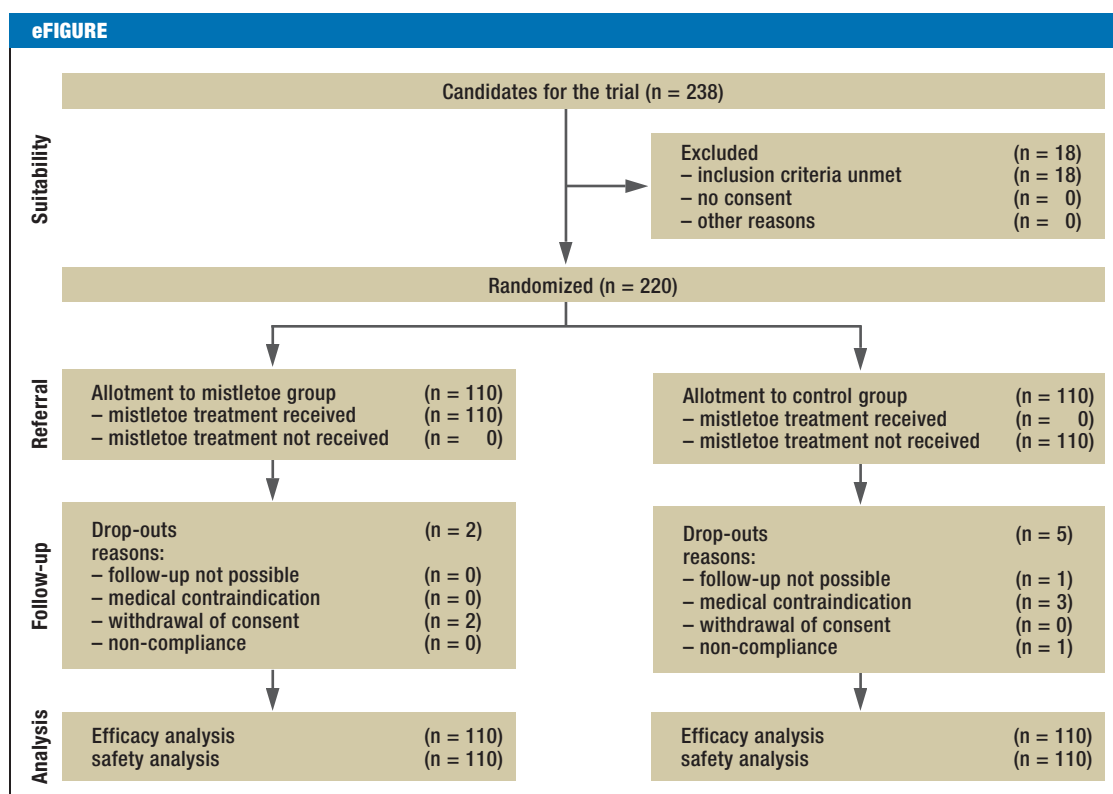 eFIGURE
Suitability
Candidates for the trial (n = 238)
Excluded (n = 18)
– inclusion criteria unmet (n = 18)
– no consent (n = 0)
– other reasons (n = 0)
Randomized (n = 220)
Referral
Allotment to mistletoe group (n = 110)
– mistletoe treatment received (n = 110)
– mistletoe treatment not received (n = 0)
Allotment to control group (n = 110)
– mistletoe treatment received (n = 0)
– mistletoe treatment not received (n = 110)
Follow-up
Drop-outs (n = 2)
reasons:
– follow-up not possible (n = 0)
– medical contraindication (n = 0)
– withdrawal of consent (n = 2)
– non-compliance (n = 0)
Drop-outs (n = 5)
reasons:
– follow-up not possible (n = 1)
– medical contraindication (n = 3)
– withdrawal of consent (n = 0)
– non-compliance (n = 1)
Analysis
Efficacy analysis (n = 110)
safety analysis (n = 110)
Efficacy analysis (n = 110)
safety analysis (n = 110)